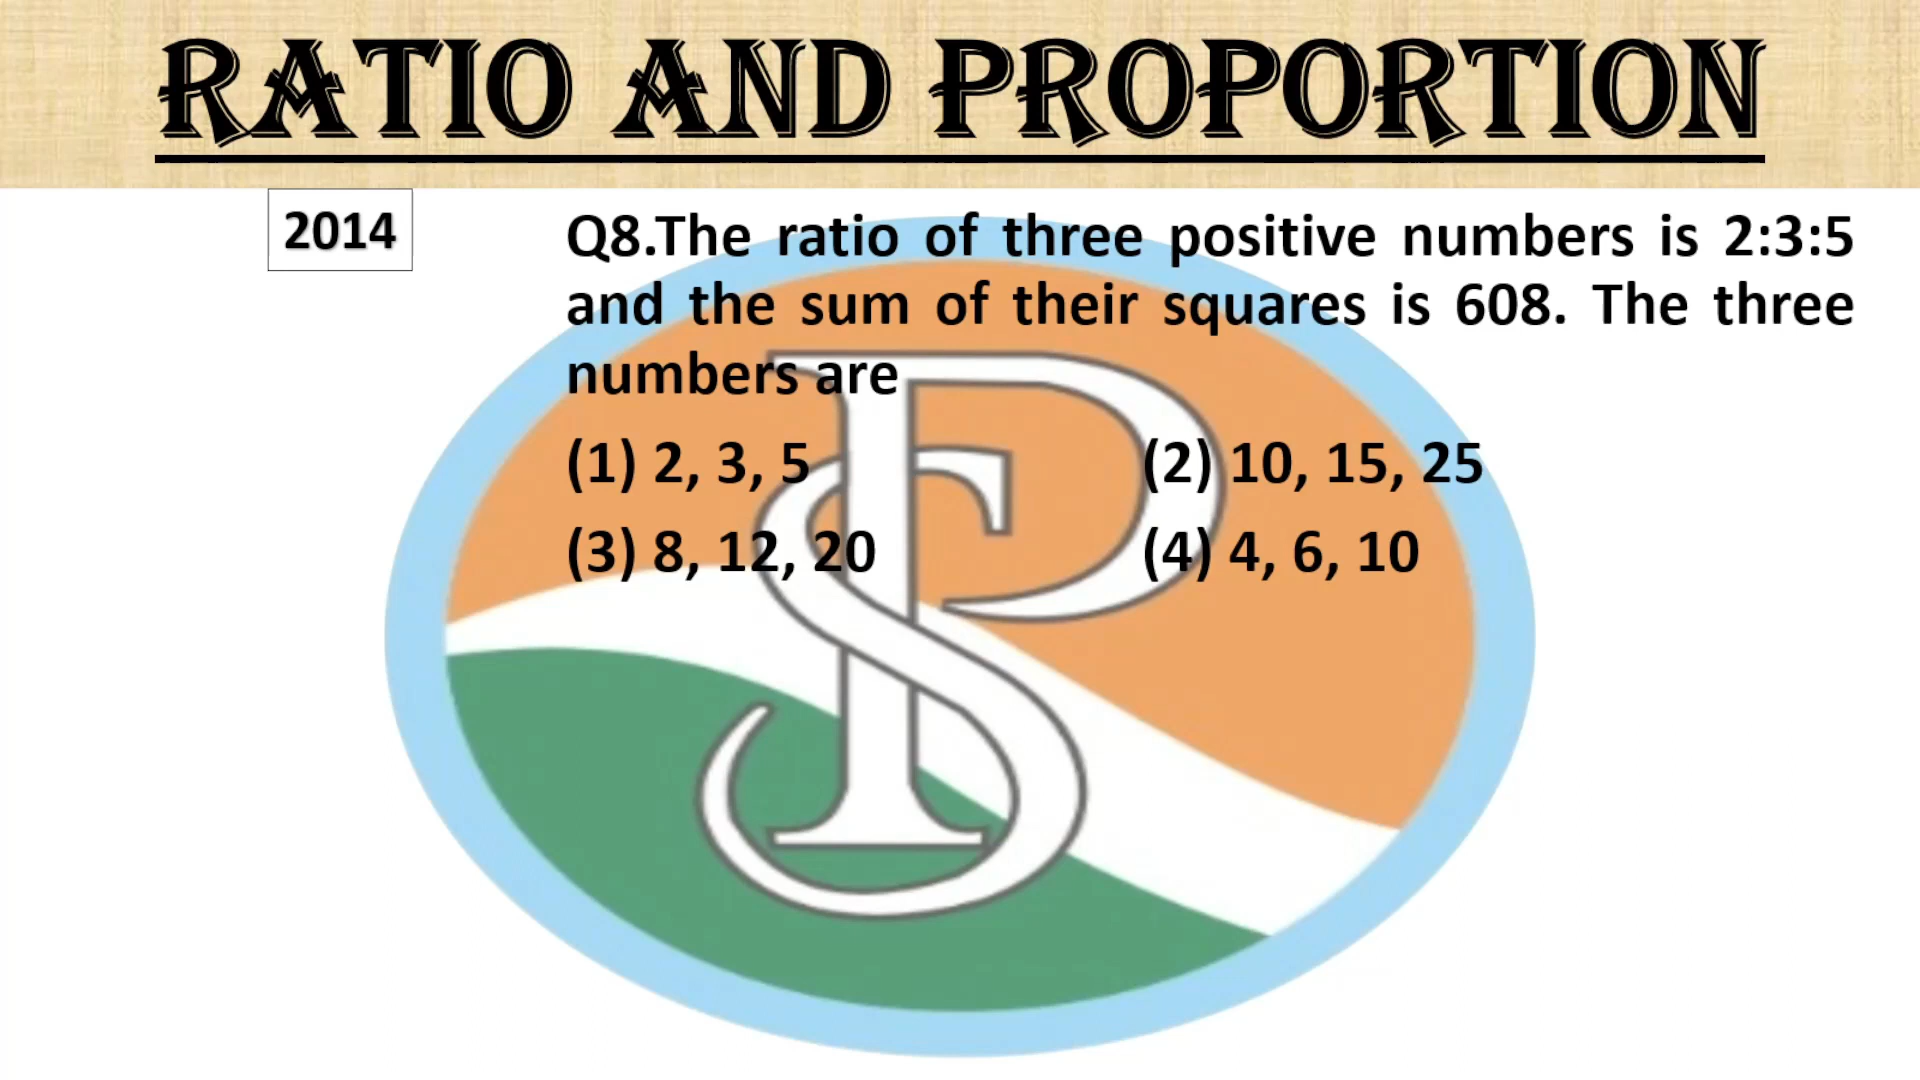 RATIO AND PROPORTION
2014
Q8.The ratio of three positive numbers is 2:3:5
and the sum of their squares is 608. The three
numbers are
(1) 2, 3, 5 (2) 10, 15, 25
(3) 8, 12, 20 (4) 4, 6, 10
PS